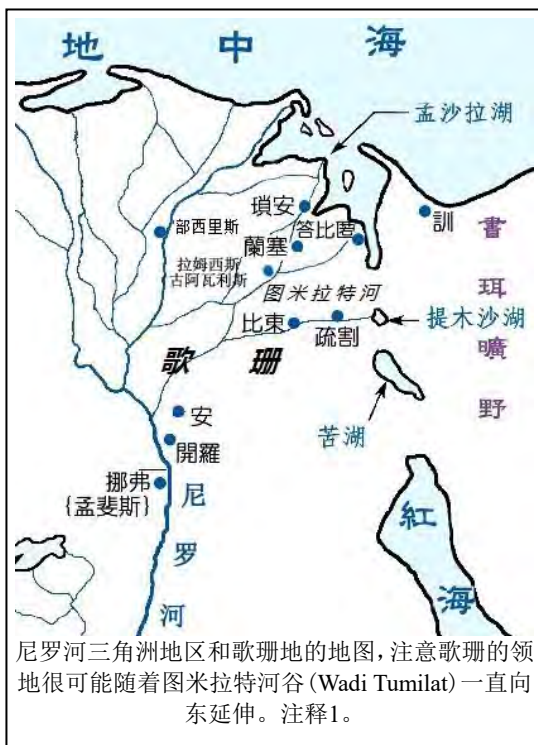 地中海
孟沙拉湖
瑣安
部西里斯
答比匿
訓
蘭塞
拉姆西斯
古阿瓦利斯
图米拉特河
比東
疏割
提木沙湖
書珥曠野
歌珊
苦湖
安
開羅
挪弗
{孟斐斯}
尼罗河
紅海
尼罗河三角洲地区和歌珊地的地图，注意歌珊的领
地很可能随着图米拉特河谷(Wadi Tumilat)一直向
东延伸。注释1。